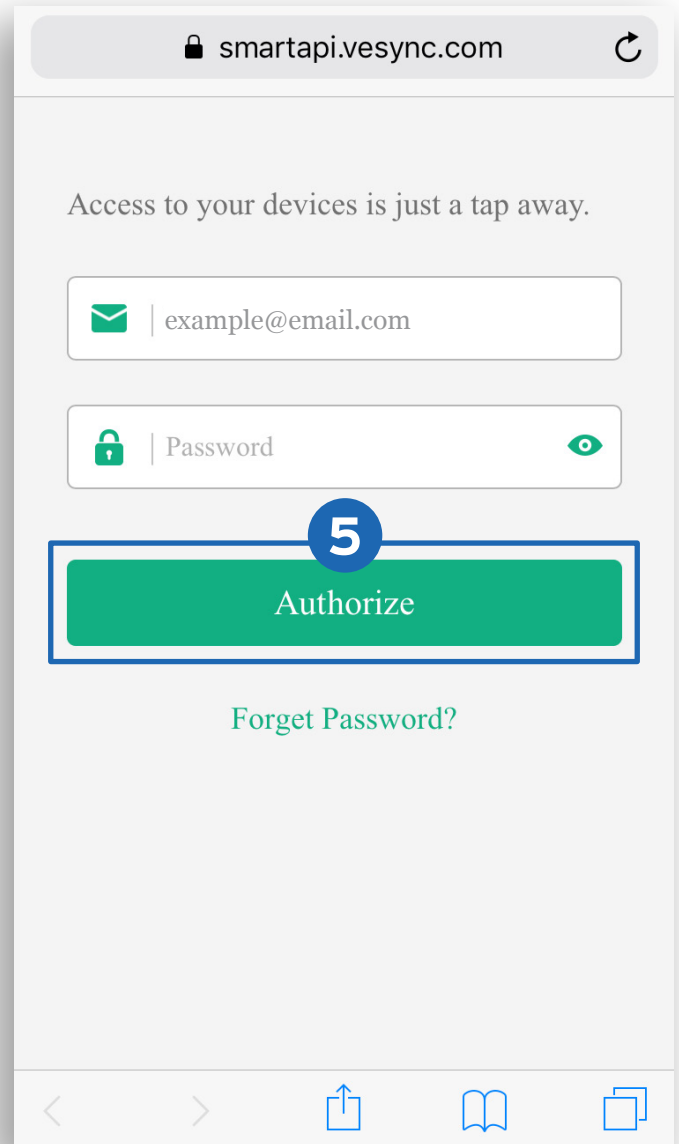 smartapi.vesync.com
Access to your devices is just a tap away.
example@email.com
Password
5
Authorize
Forget Password?